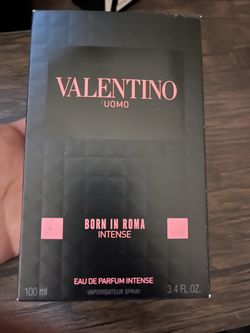 VALENTINO
UOMO
BORN IN ROMA
INTENSE
EAU DE PARFUM INTENSE
VAPORISATEUR SPRAY
100 ml
3.4 FL.OZ.